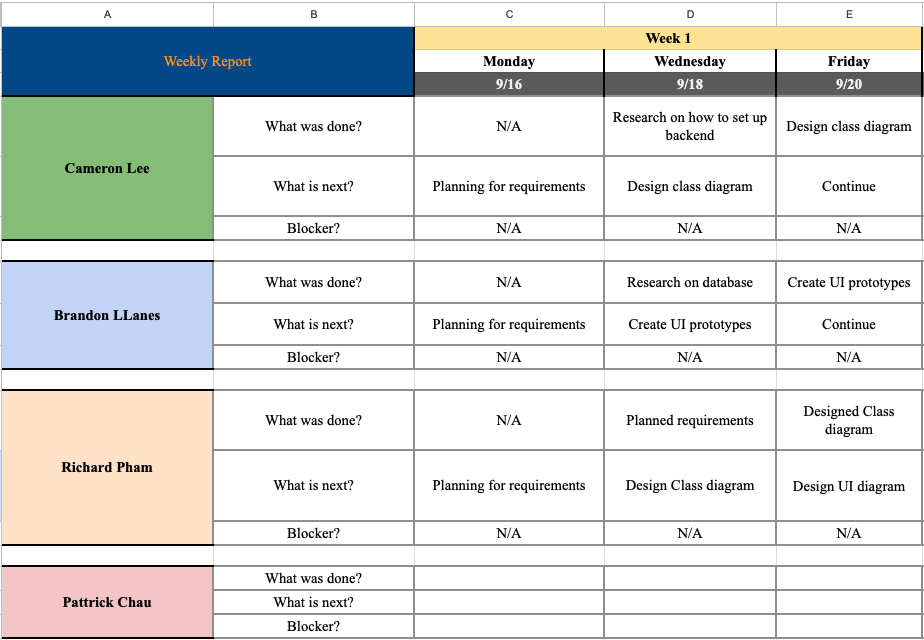 A B C D E
Weekly Report
Week 1
Monday Wednesday Friday
9/16 9/18 9/20
Cameron Lee
What was done? N/A Research on how to set up backend Design class diagram
What is next? Planning for requirements Design class diagram Continue
Blocker? N/A N/A N/A
Brandon LLanes
What was done? N/A Research on database Create UI prototypes
What is next? Planning for requirements Create UI prototypes Continue
Blocker? N/A N/A N/A
Richard Pham
What was done? N/A Planned requirements Designed Class diagram
What is next? Planning for requirements Design Class diagram Design UI diagram
Blocker? N/A N/A N/A
Pattrick Chau
What was done?
What is next?
Blocker?